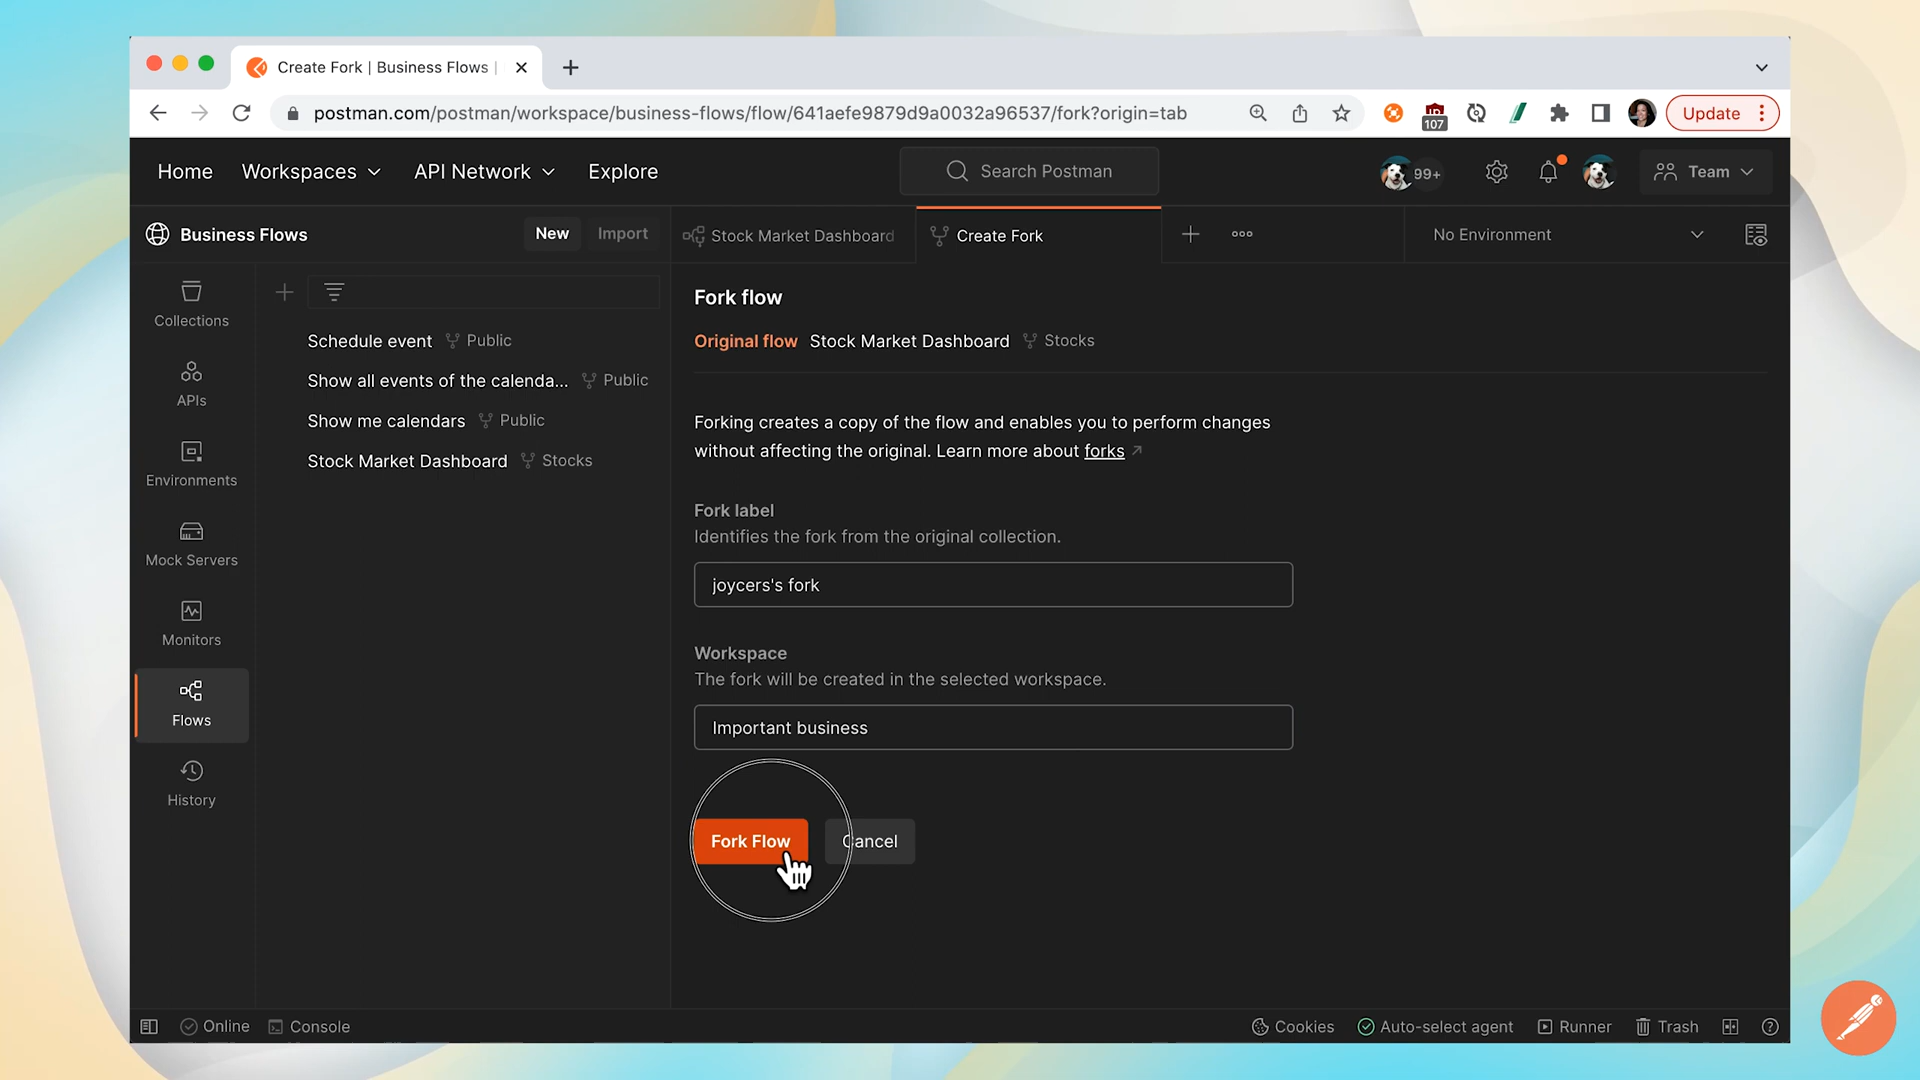 Create Fork | Business Flows |
postman.com/postman/workspace/business-flows/flow/641aefe9879d9a0032a96537/fork?origin=tab
107
Update
Home
Workspaces
API Network
Explore
Search Postman
99+
Team
Business Flows
New
Import
Stock Market Dashboard
Create Fork
No Environment
Collections
APIs
Environments
Mock Servers
Monitors
Flows
History
Schedule event Public
Show all events of the calenda... Public
Show me calendars Public
Stock Market Dashboard Stocks
Fork flow
Original flow Stock Market Dashboard Stocks
Forking creates a copy of the flow and enables you to perform changes
without affecting the original. Learn more about forks
Fork label
Identifies the fork from the original collection.
joycers's fork
Workspace
The fork will be created in the selected workspace.
Important business
Fork Flow
Cancel
Online
Console
Cookies
Auto-select agent
Runner
Trash